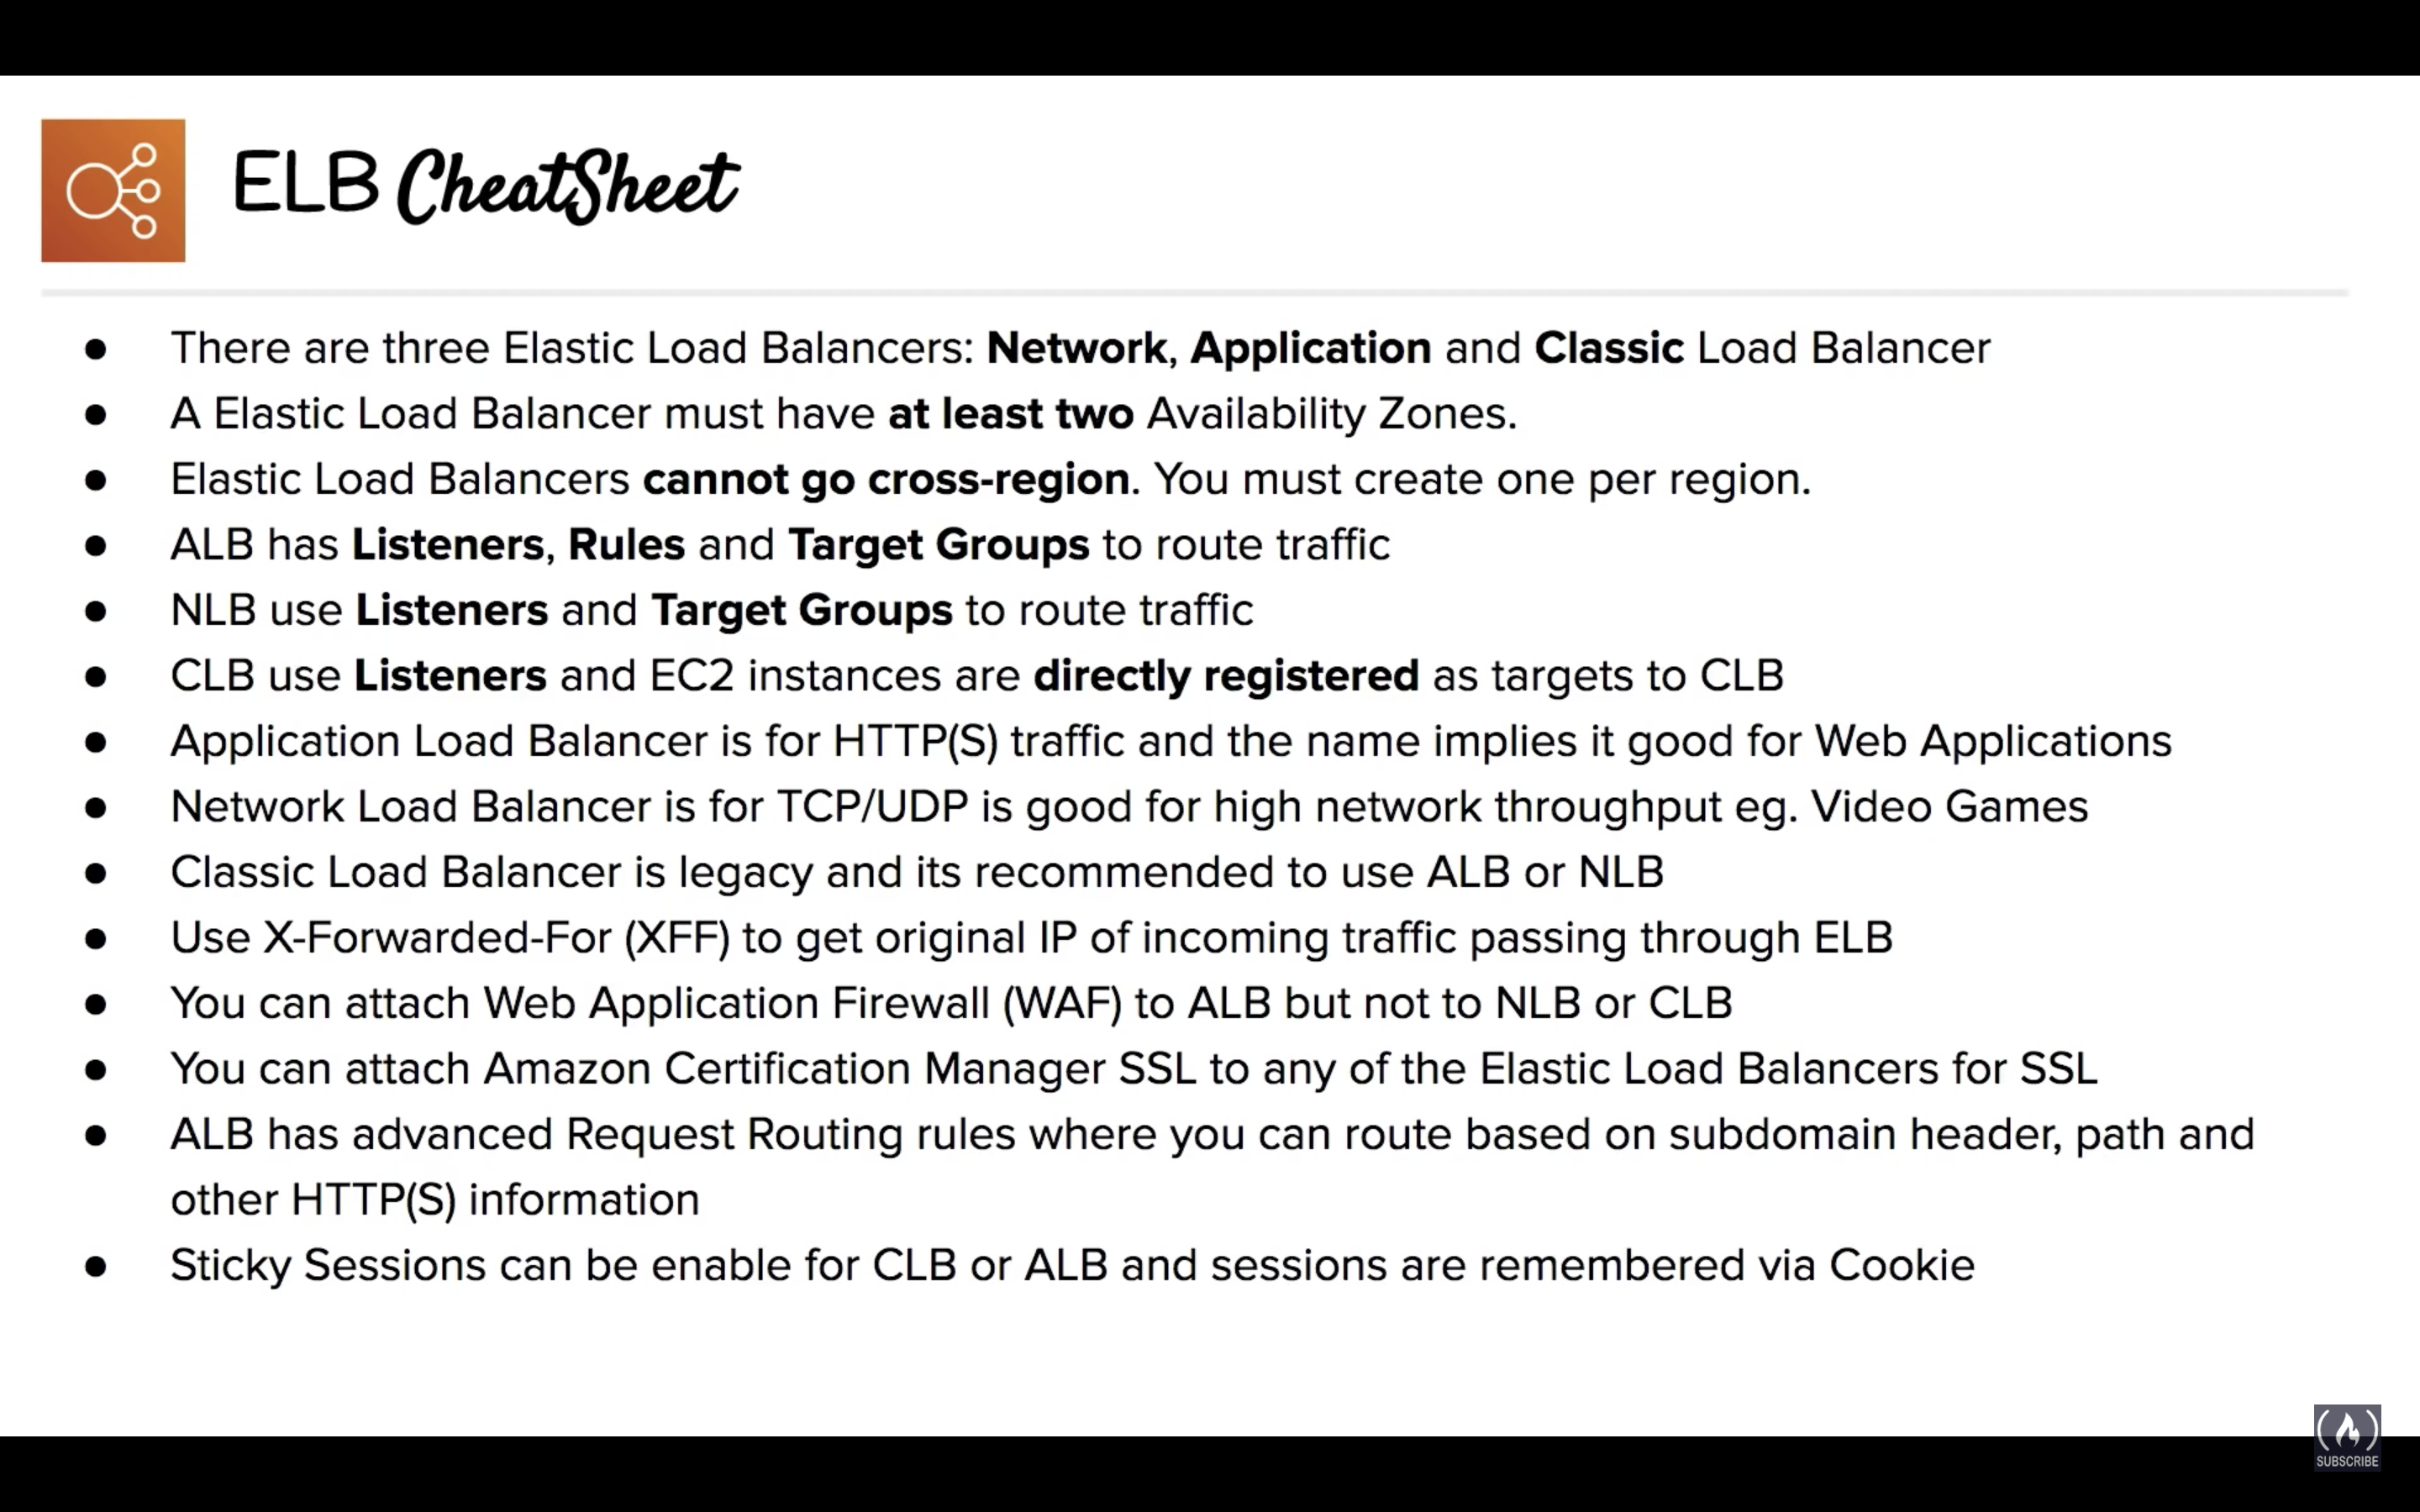 ELB CheatSheet
● There are three Elastic Load Balancers: Network, Application and Classic Load Balancer
● A Elastic Load Balancer must have at least two Availability Zones.
● Elastic Load Balancers cannot go cross-region. You must create one per region.
● ALB has Listeners, Rules and Target Groups to route traffic
● NLB use Listeners and Target Groups to route traffic
● CLB use Listeners and EC2 instances are directly registered as targets to CLB
● Application Load Balancer is for HTTP(S) traffic and the name implies it good for Web Applications
● Network Load Balancer is for TCP/UDP is good for high network throughput eg. Video Games
● Classic Load Balancer is legacy and its recommended to use ALB or NLB
● Use X-Forwarded-For (XFF) to get original IP of incoming traffic passing through ELB
● You can attach Web Application Firewall (WAF) to ALB but not to NLB or CLB
● You can attach Amazon Certification Manager SSL to any of the Elastic Load Balancers for SSL
● ALB has advanced Request Routing rules where you can route based on subdomain header, path and
other HTTP(S) information
● Sticky Sessions can be enable for CLB or ALB and sessions are remembered via Cookie
SUBSCRIBE